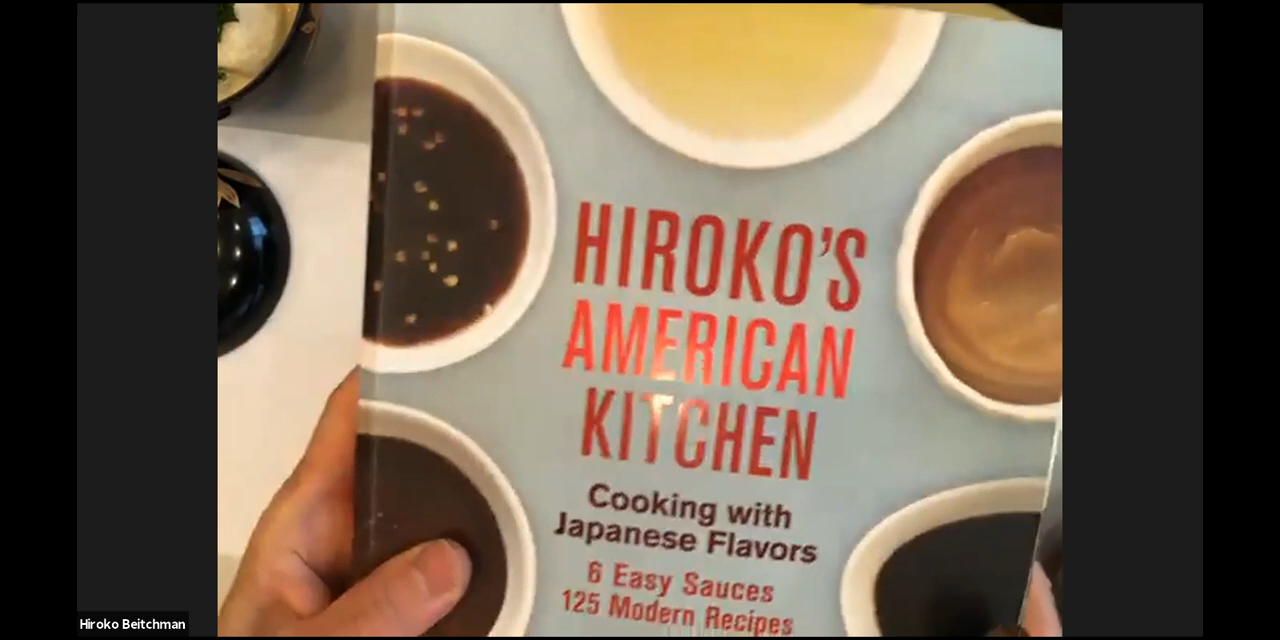 HIROKO'S
AMERICAN
KITCHEN
Cooking with
Japanese Flavors
6 Easy Sauces
125 Modern Recipes
Hiroko Beitchman